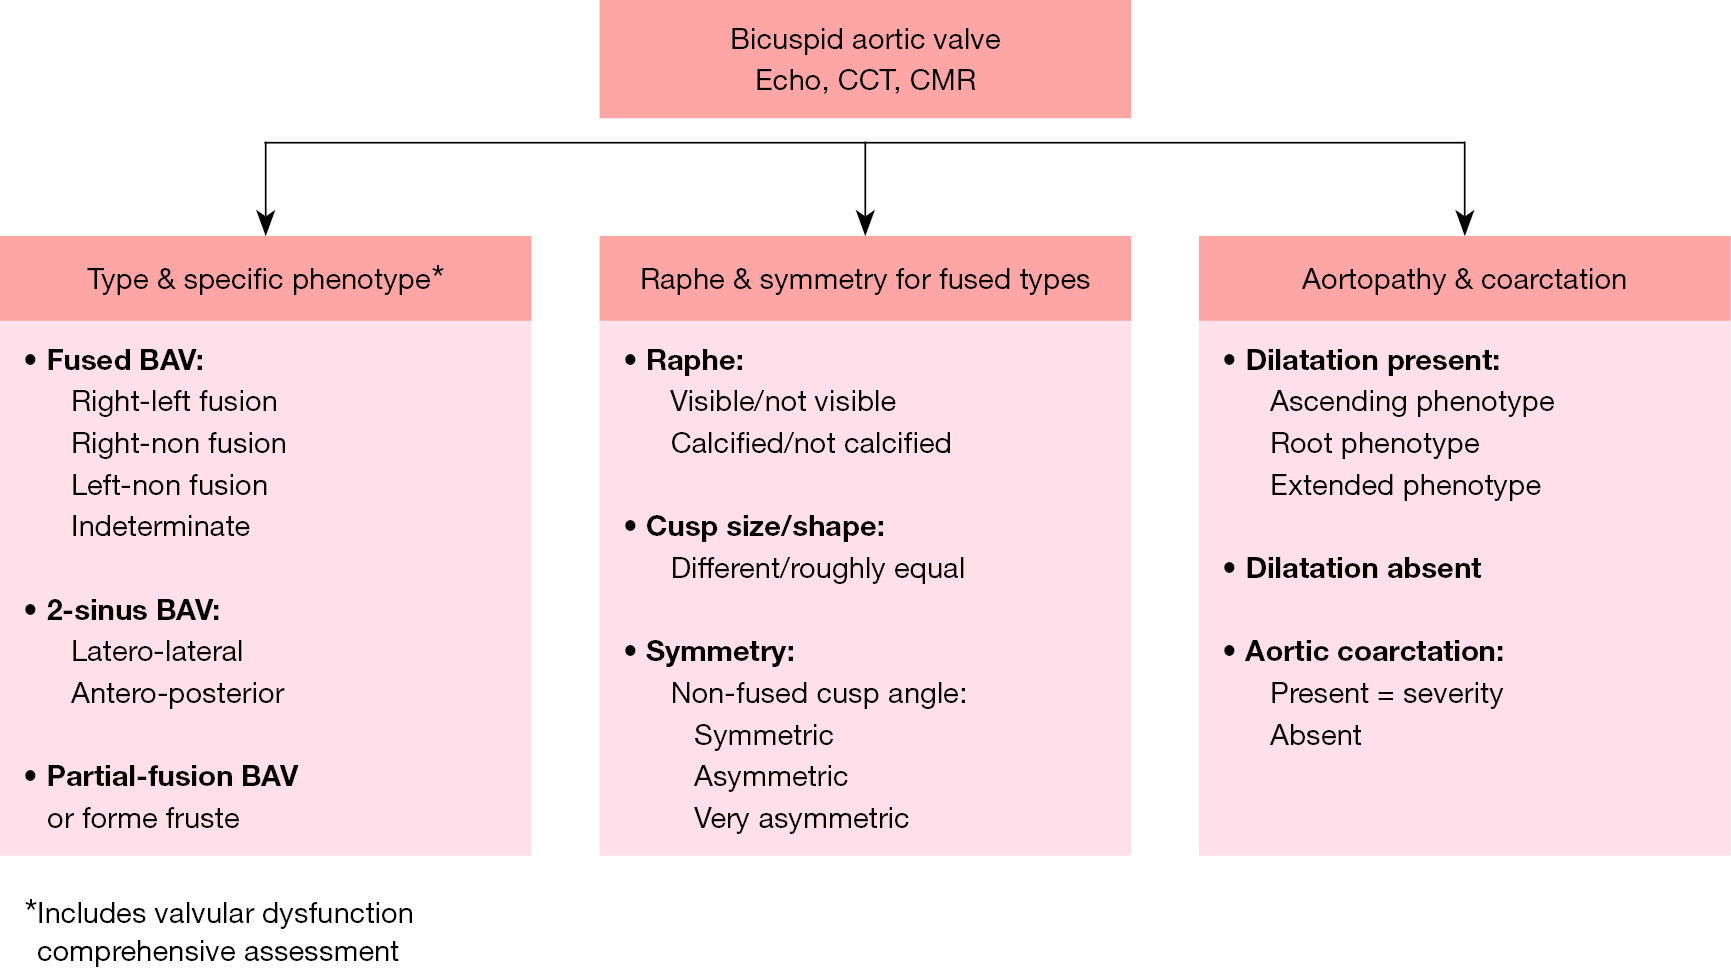 Bicuspid aortic valve
Echo, CCT, CMR
Type & specific phenotype*
• Fused BAV:
Right-left fusion
Right-non fusion
Left-non fusion
Indeterminate
• 2-sinus BAV:
Latero-lateral
Antero-posterior
• Partial-fusion BAV
or forme fruste
Raphe & symmetry for fused types
• Raphe:
Visible/not visible
Calcified/not calcified
• Cusp size/shape:
Different/roughly equal
• Symmetry:
Non-fused cusp angle:
Symmetric
Asymmetric
Very asymmetric
Aortopathy & coarctation
• Dilatation present:
Ascending phenotype
Root phenotype
Extended phenotype
• Dilatation absent
• Aortic coarctation:
Present = severity
Absent
*Includes valvular dysfunction
comprehensive assessment